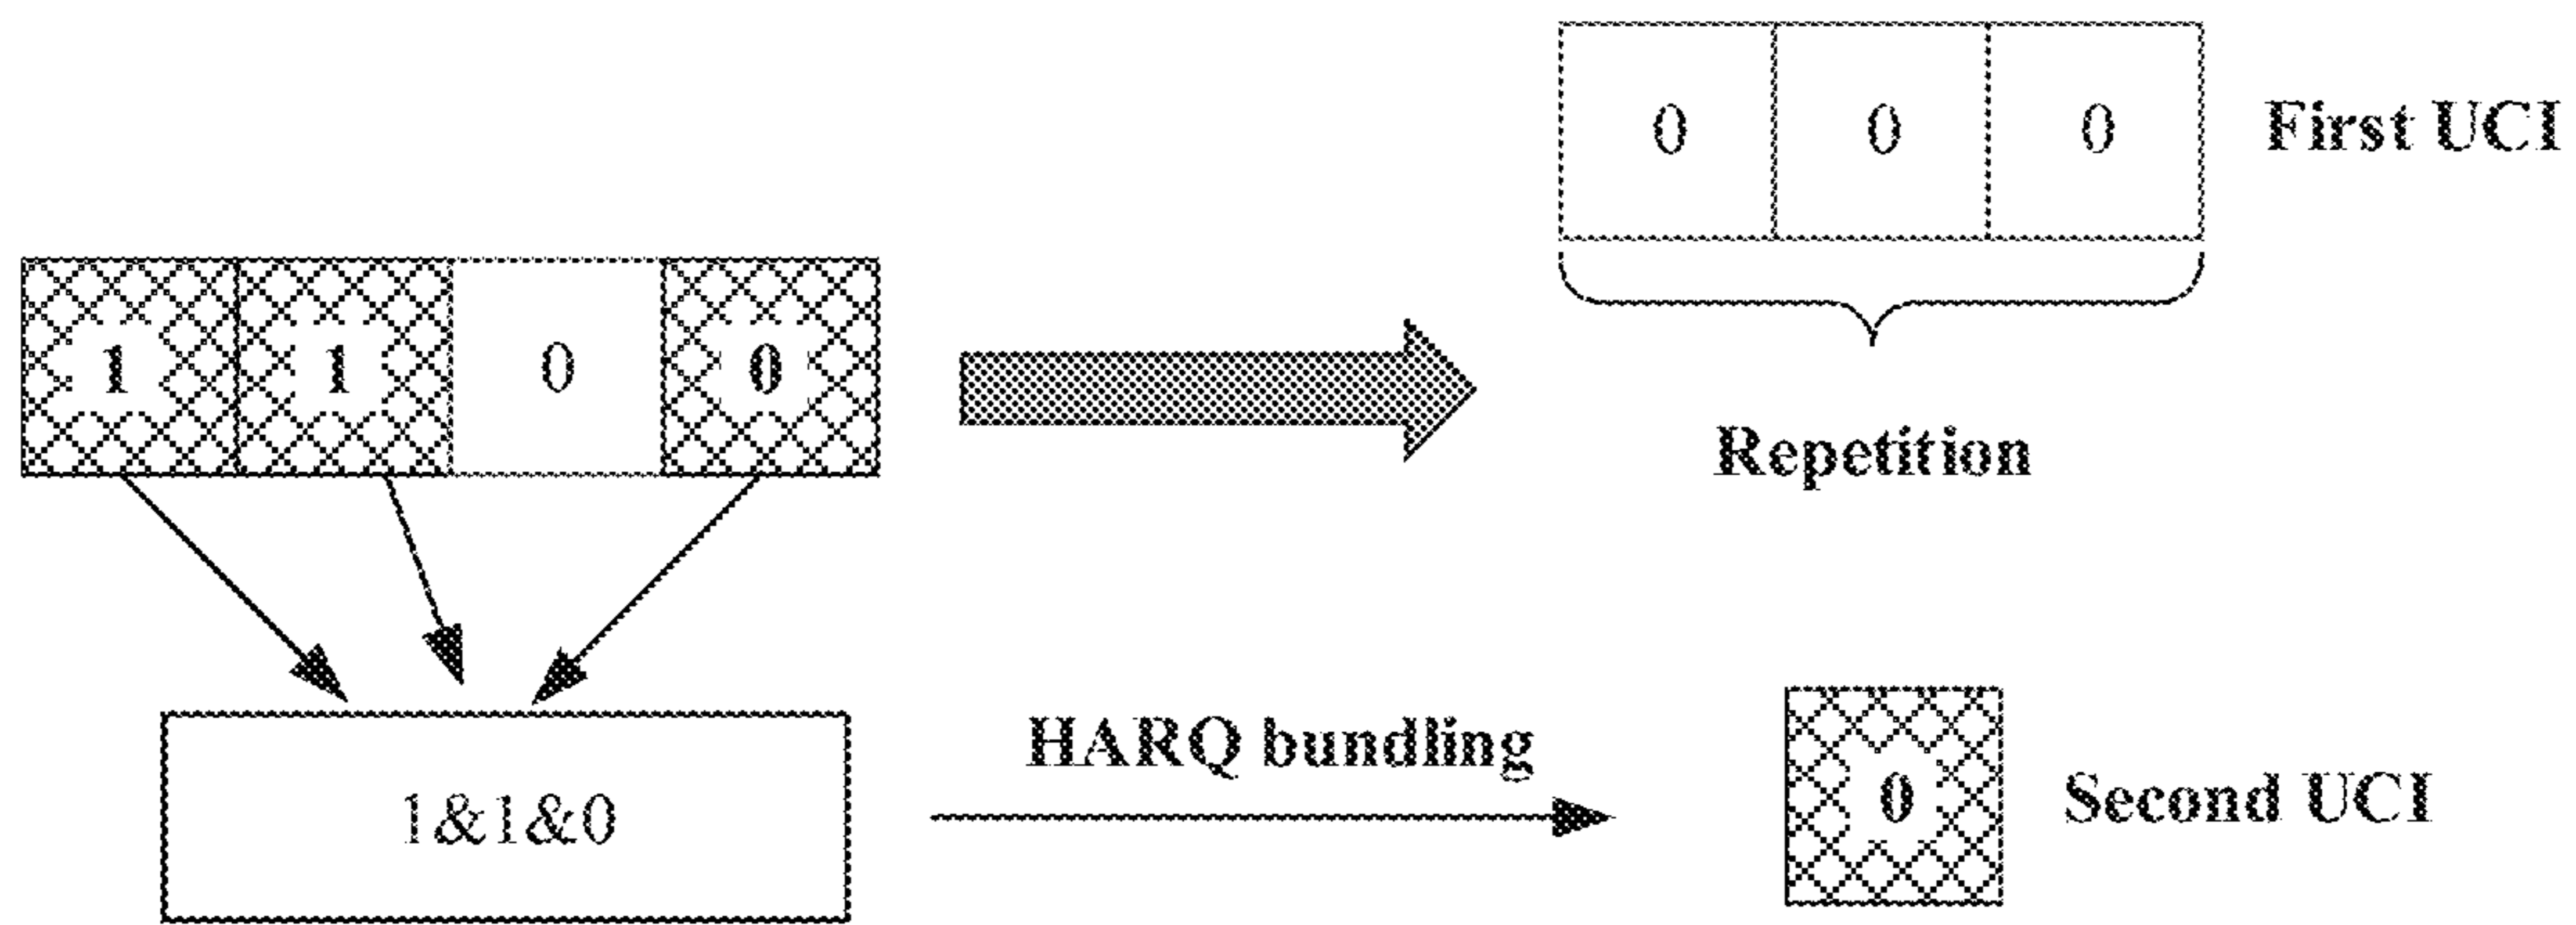 0 0 0 First UCI
1 1 0 0
Repetition
HARQ bundling
1&1&0
0 Second UCI